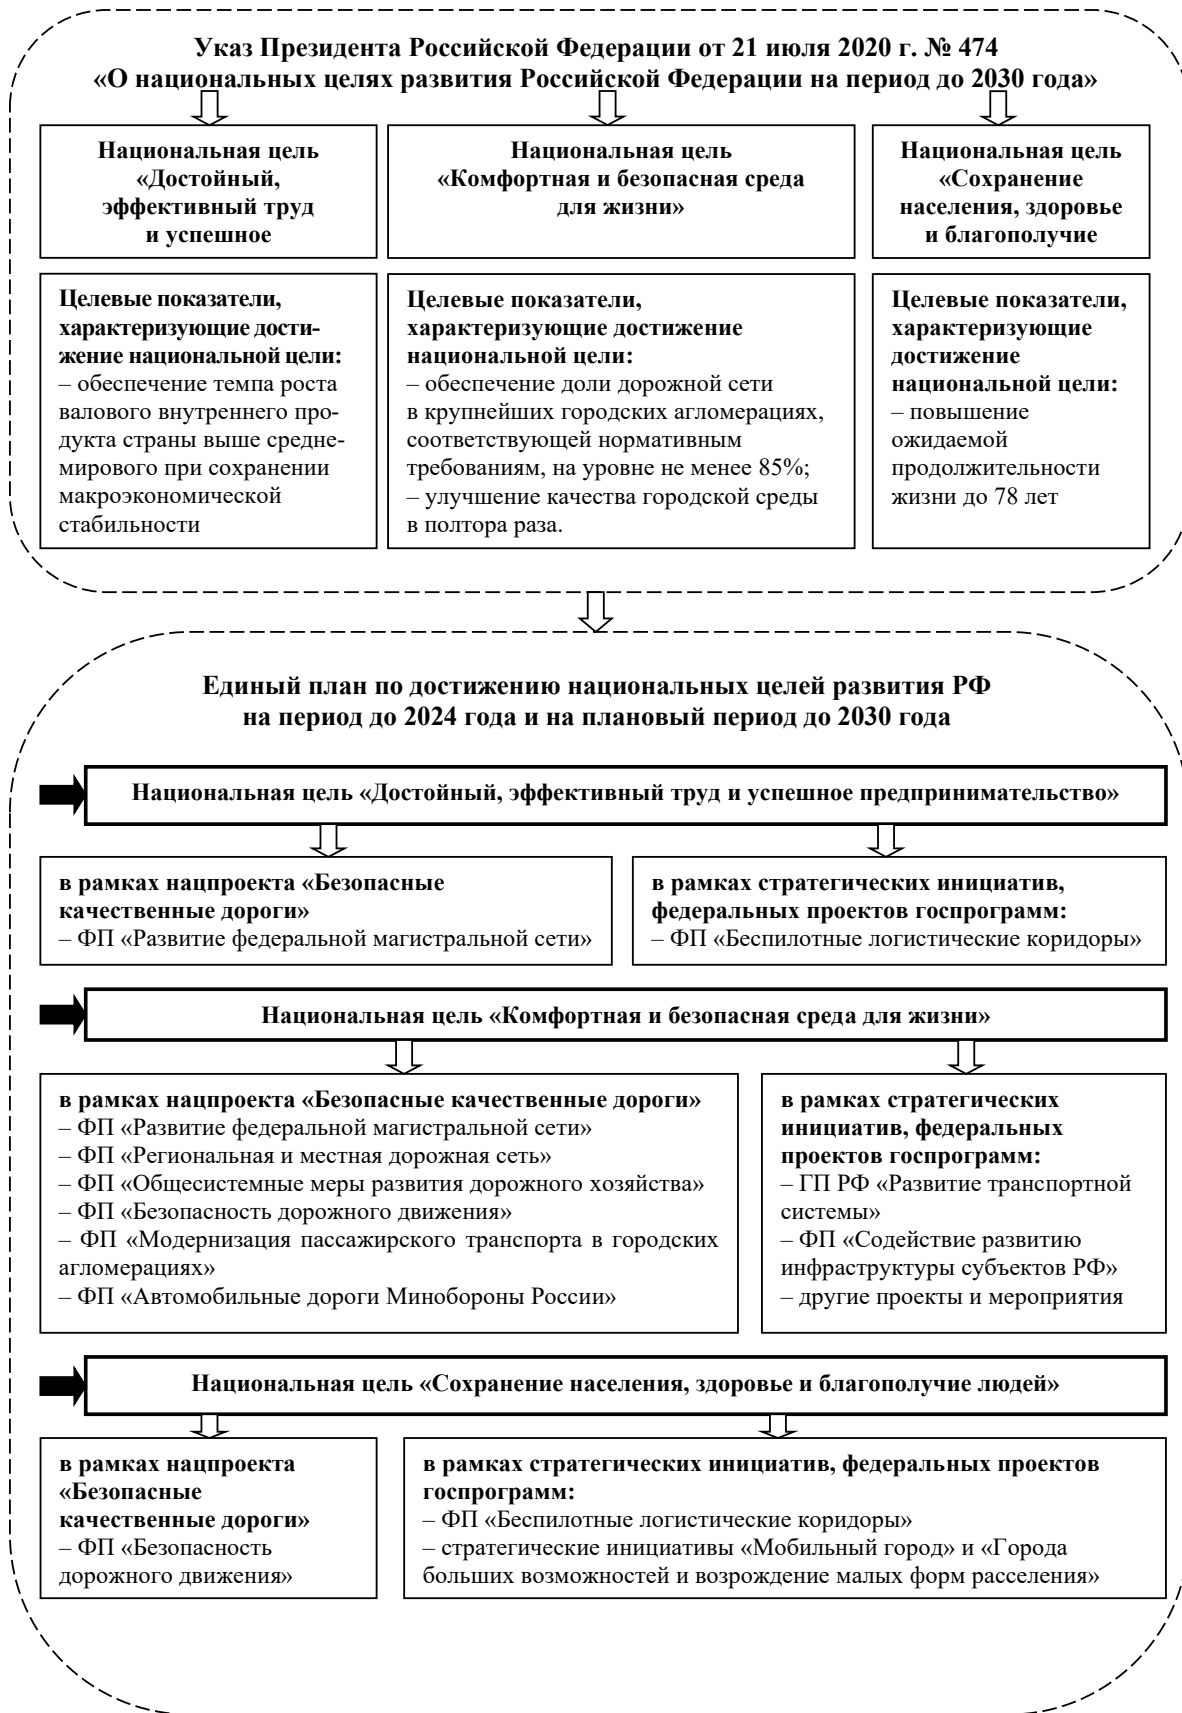 Указ Президента Российской Федерации от 21 июля 2020 г. № 474
«О национальных целях развития Российской Федерации на период до 2030 года»
Национальная цель
«Достойный,
эффективный труд
и успешное
Национальная цель
«Комфортная и безопасная среда
для жизни»
Национальная цель
«Сохранение
населения, здоровье
и благополучие
Целевые показатели,
характеризующие дости-
жение национальной цели:
– обеспечение темпа роста
валового внутреннего про-
дукта страны выше средне-
мирового при сохранении
макроэкономической
стабильности
Целевые показатели,
характеризующие достижение
национальной цели:
– обеспечение доли дорожной сети
в крупнейших городских агломерациях,
соответствующей нормативным
требованиям, на уровне не менее 85%;
– улучшение качества городской среды
в полтора раза.
Целевые показатели,
характеризующие
достижение
национальной цели:
– повышение
ожидаемой
продолжительности
жизни до 78 лет
Единый план по достижению национальных целей развития РФ
на период до 2024 года и на плановый период до 2030 года
Национальная цель «Достойный, эффективный труд и успешное предпринимательство»
в рамках нацпроекта «Безопасные
качественные дороги»
– ФП «Развитие федеральной магистральной сети»
в рамках стратегических инициатив,
федеральных проектов госпрограмм:
– ФП «Беспилотные логистические коридоры»
Национальная цель «Комфортная и безопасная среда для жизни»
в рамках нацпроекта «Безопасные качественные дороги»
– ФП «Развитие федеральной магистральной сети»
– ФП «Региональная и местная дорожная сеть»
– ФП «Общесистемные меры развития дорожного хозяйства»
– ФП «Безопасность дорожного движения»
– ФП «Модернизация пассажирского транспорта в городских
агломерациях»
– ФП «Автомобильные дороги Минобороны России»
в рамках стратегических
инициатив, федеральных
проектов госпрограмм:
– ГП РФ «Развитие транспортной
системы»
– ФП «Содействие развитию
инфраструктуры субъектов РФ»
– другие проекты и мероприятия
Национальная цель «Сохранение населения, здоровье и благополучие людей»
в рамках нацпроекта
«Безопасные
качественные дороги»
– ФП «Безопасность
дорожного движения»
в рамках стратегических инициатив, федеральных проектов
госпрограмм:
– ФП «Беспилотные логистические коридоры»
– стратегические инициативы «Мобильный город» и «Города
больших возможностей и возрождение малых форм расселения»